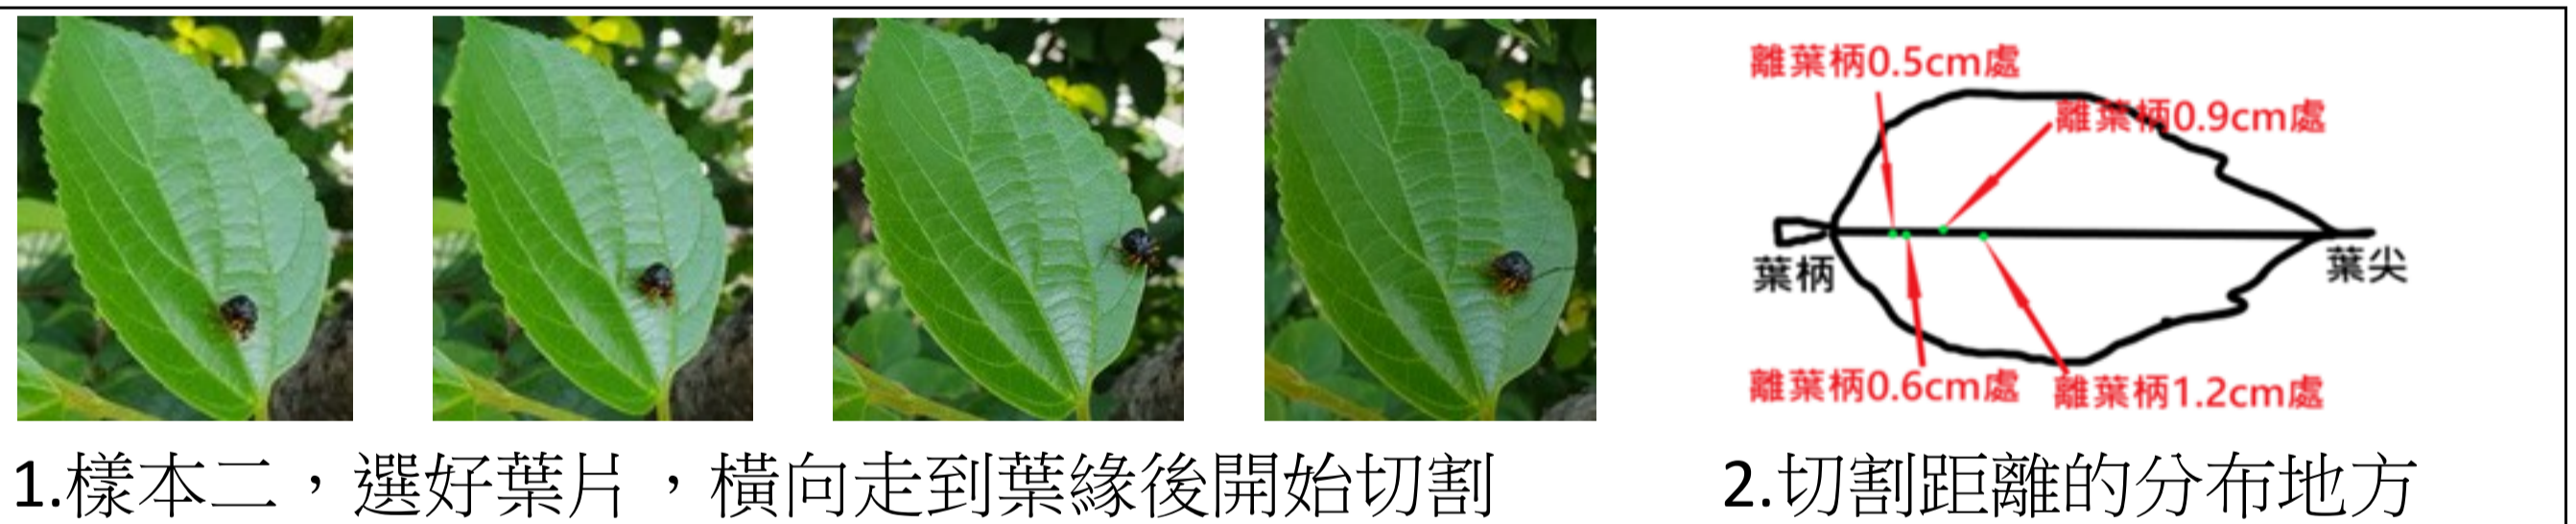 離葉柄0.5cm處
離葉柄0.9cm處
葉柄
葉尖
離葉柄0.6cm處
離葉柄1.2cm處
1.樣本二，選好葉片，橫向走到葉緣後開始切割
2.切割距離的分布地方